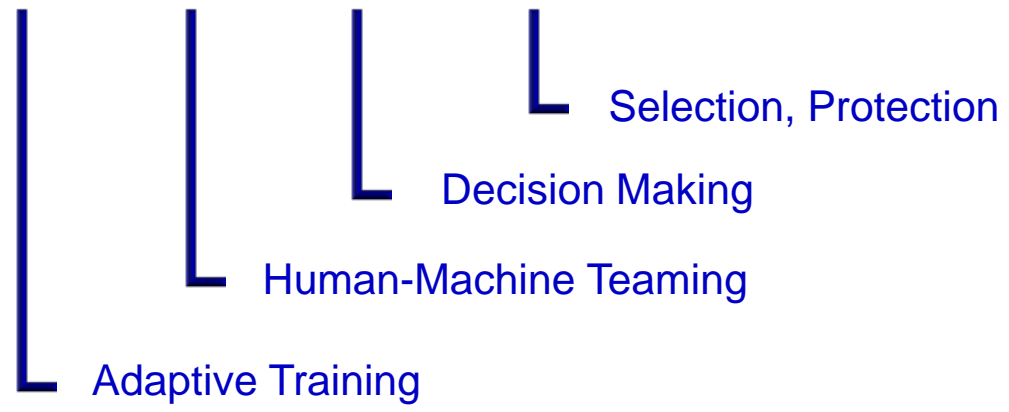 Selection, Protection
Decision Making
Human-Machine Teaming
Adaptive Training